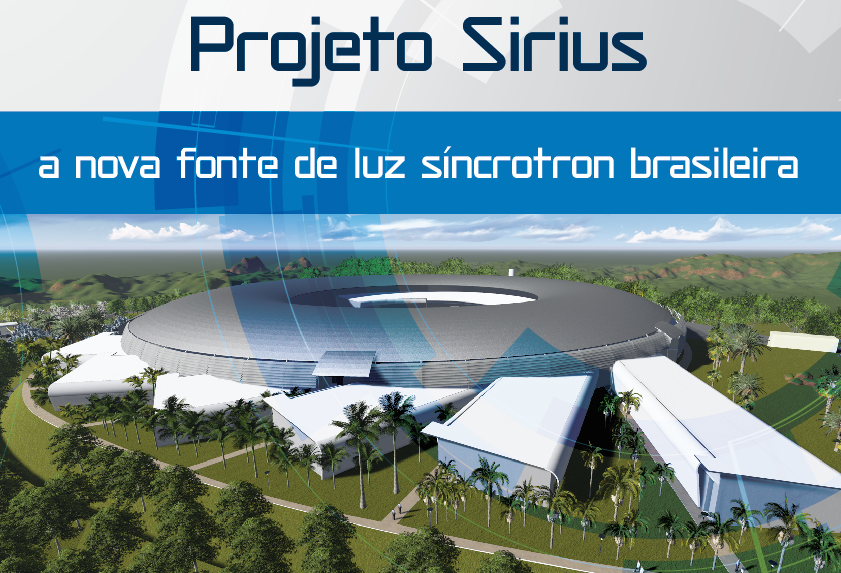 Projeto Sirius
a nova fonte de luz síncrotron brasileira